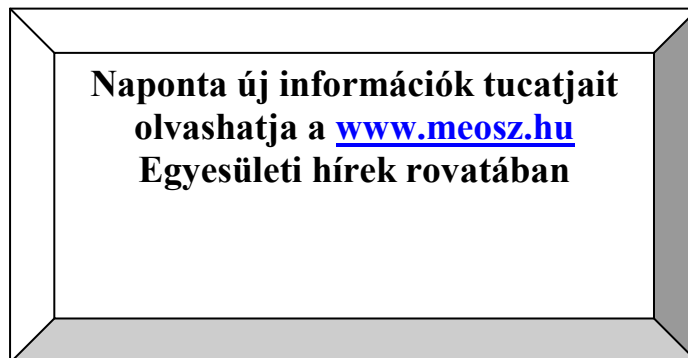 Naponta új információk tucatjait
olvashatja a www.meosz.hu
Egyesületi hírek rovatában